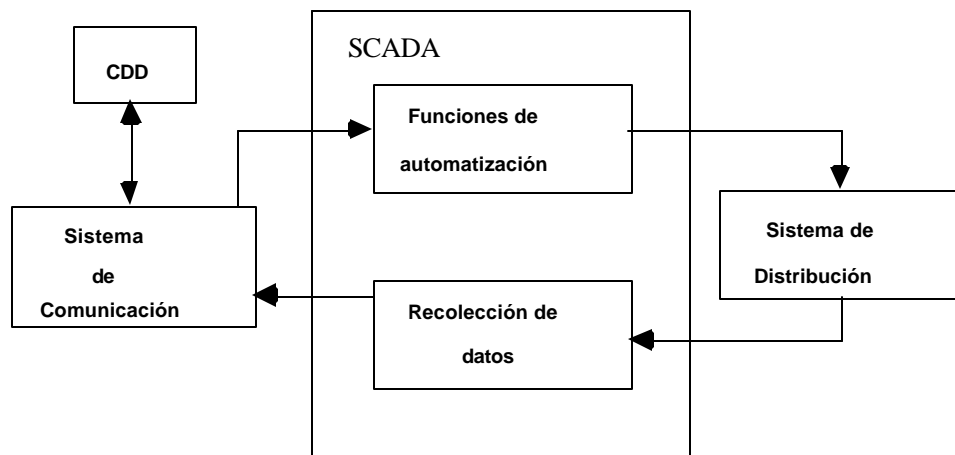 SCADA
CDD
Funciones de
automatización
Sistema
de
Comunicación
Sistema de
Distribución
Recolección de
datos